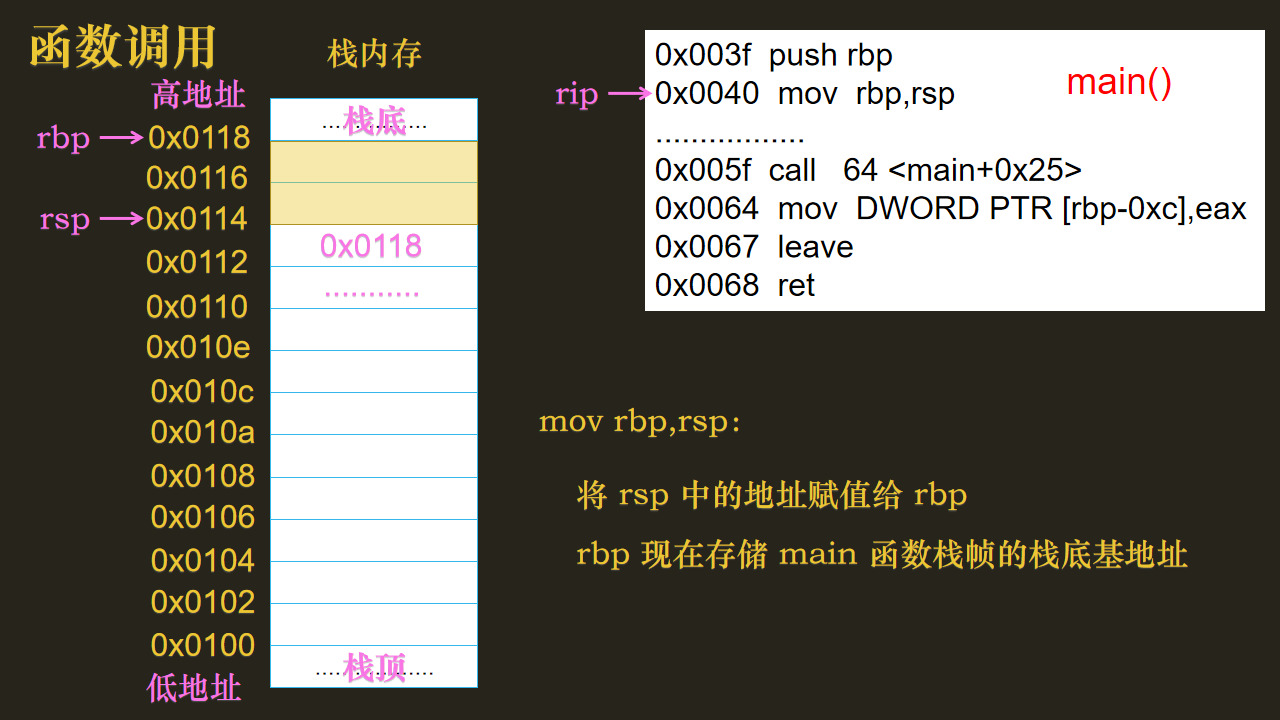 函数调用
栈内存
高地址
栈底
rbp
0x0118
0x0116
rsp
0x0114
0x0118
0x0112
...........
0x0110
0x010e
0x010c
0x010a
0x0108
0x0106
0x0104
0x0102
0x0100
栈顶
低地址
0x003f push rbp
main()
rip
0x0040 mov rbp,rsp
.................
0x005f call 64 <main+0x25>
0x0064 mov DWORD PTR [rbp-0xc],eax
0x0067 leave
0x0068 ret
mov rbp,rsp:
将 rsp 中的地址赋值给 rbp
rbp 现在存储 main 函数栈帧的栈底基地址